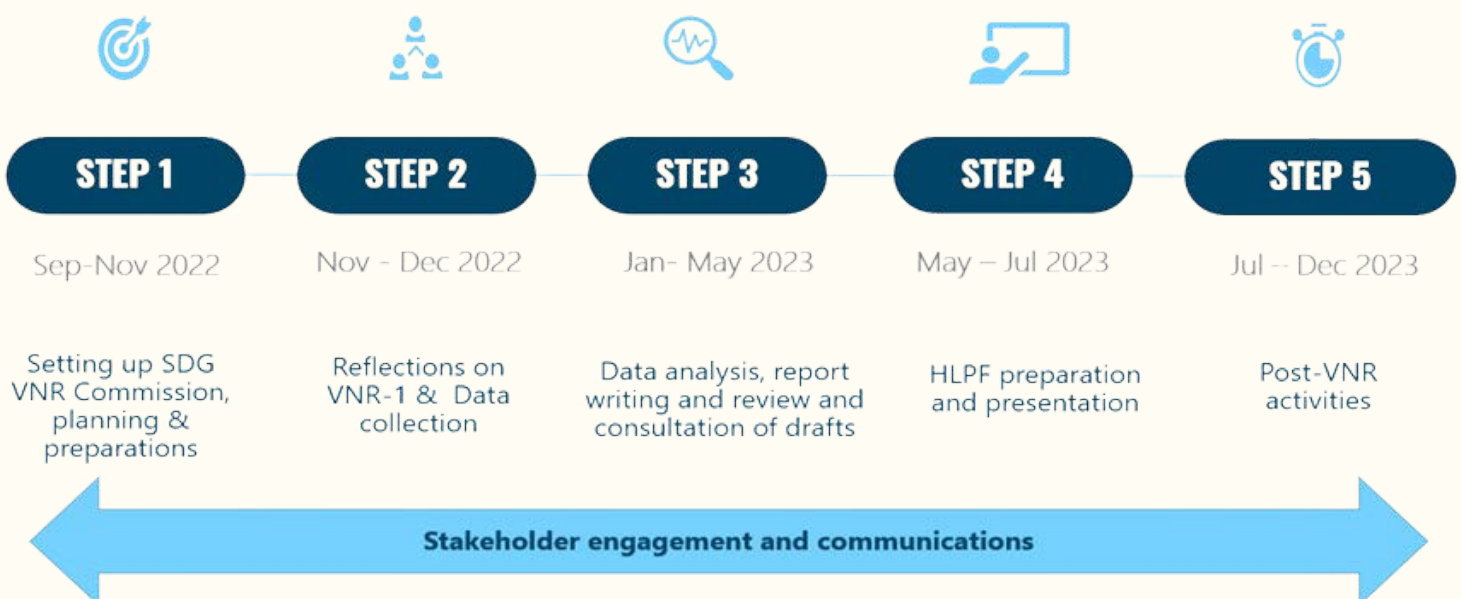 STEP 1
STEP 2
STEP 3
STEP 4
STEP 5
Sep-Nov 2022
Nov - Dec 2022
Jan- May 2023
May – Jul 2023
Jul -- Dec 2023
Setting up SDG
VNR Commission,
planning &
preparations
Reflections on
VNR-1 & Data
collection
Data analysis, report
writing and review and
consultation of drafts
HLPF preparation
and presentation
Post-VNR
activities
Stakeholder engagement and communications